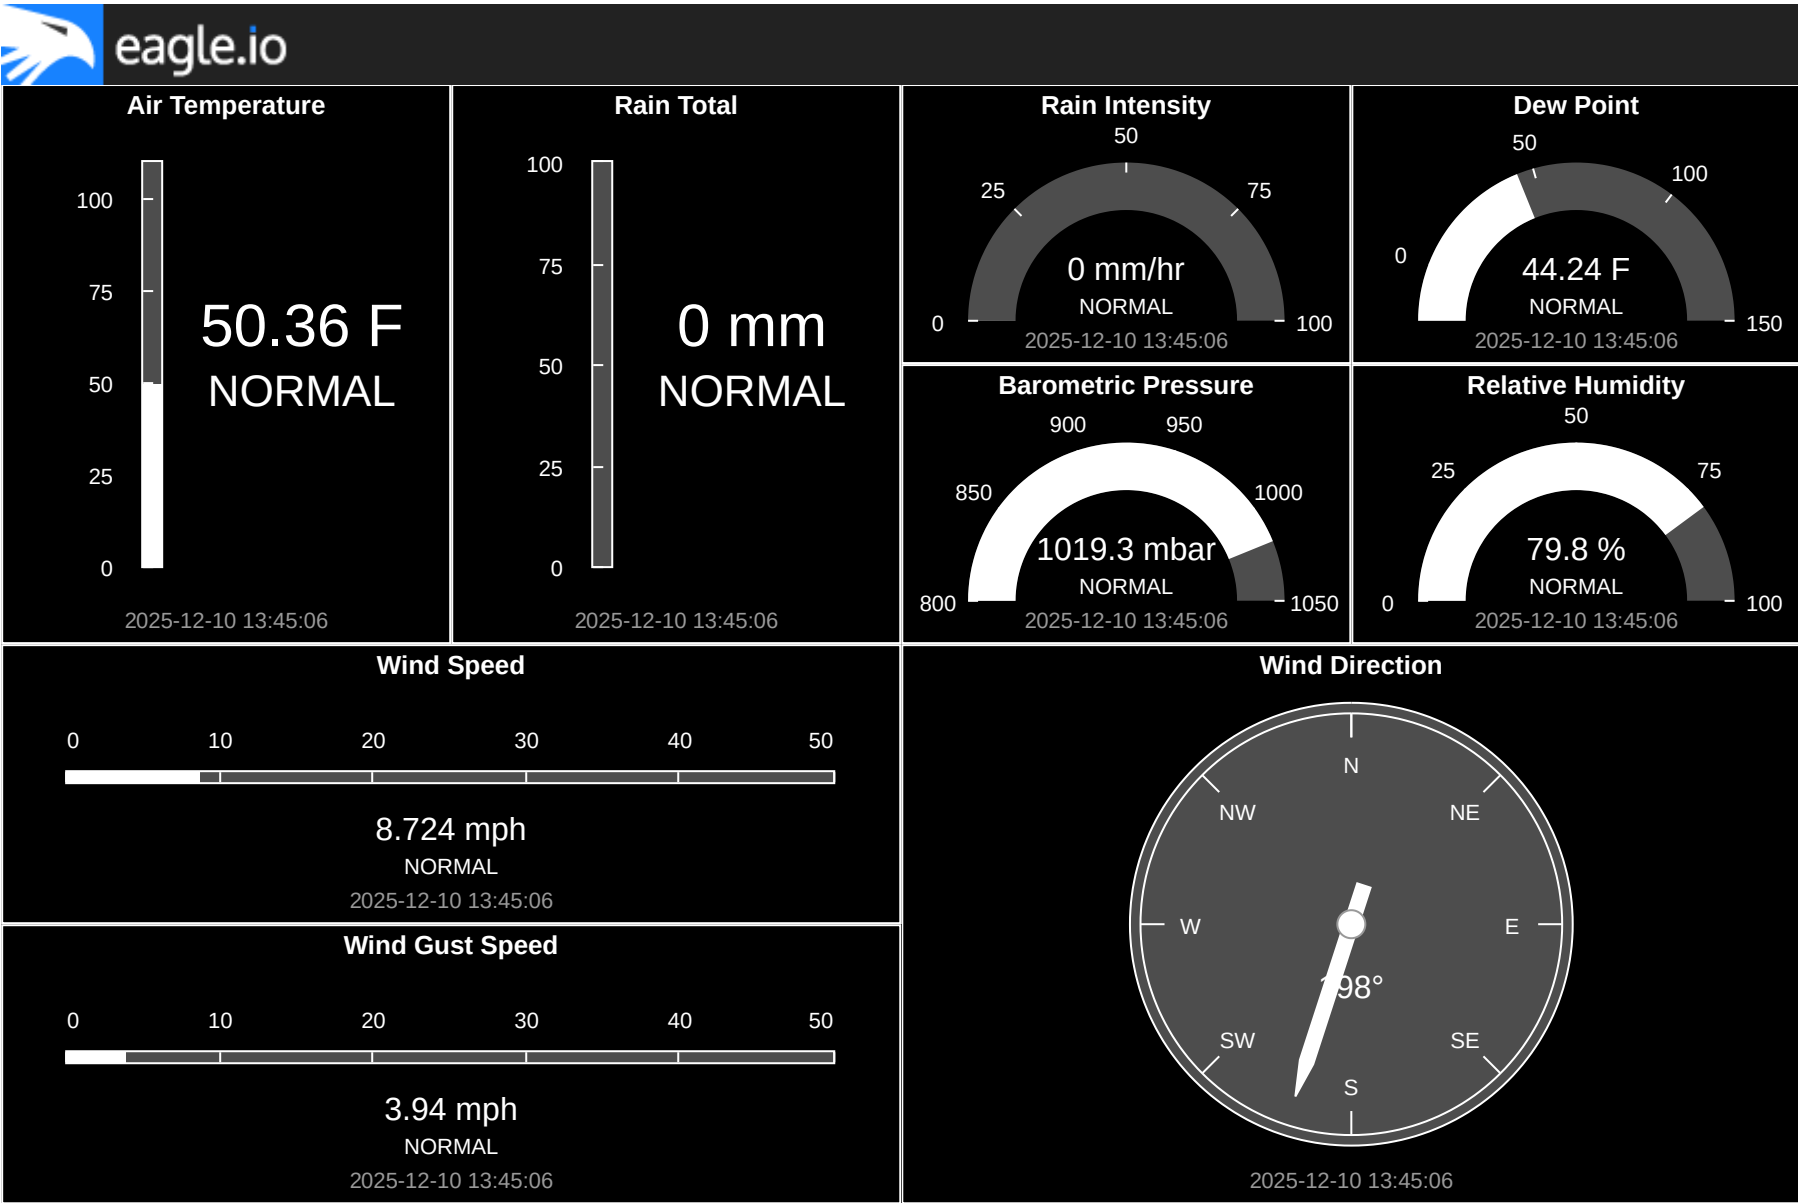 eagle.io
Air Temperature
100
75
50
25
0
50.36 F
NORMAL
2025-12-10 13:45:06
Rain Total
100
75
50
25
0
0 mm
NORMAL
2025-12-10 13:45:06
Rain Intensity
50
25
75
0
100
0 mm/hr
NORMAL
2025-12-10 13:45:06
Dew Point
50
100
0
150
44.24 F
NORMAL
2025-12-10 13:45:06
Barometric Pressure
900
950
850
1000
800
1050
1019.3 mbar
NORMAL
2025-12-10 13:45:06
Relative Humidity
50
25
75
0
100
79.8 %
NORMAL
2025-12-10 13:45:06
Wind Speed
0 10 20 30 40 50
8.724 mph
NORMAL
2025-12-10 13:45:06
Wind Gust Speed
0 10 20 30 40 50
3.94 mph
NORMAL
2025-12-10 13:45:06
Wind Direction
N
NW
NE
W
E
198°
SW
SE
S
2025-12-10 13:45:06